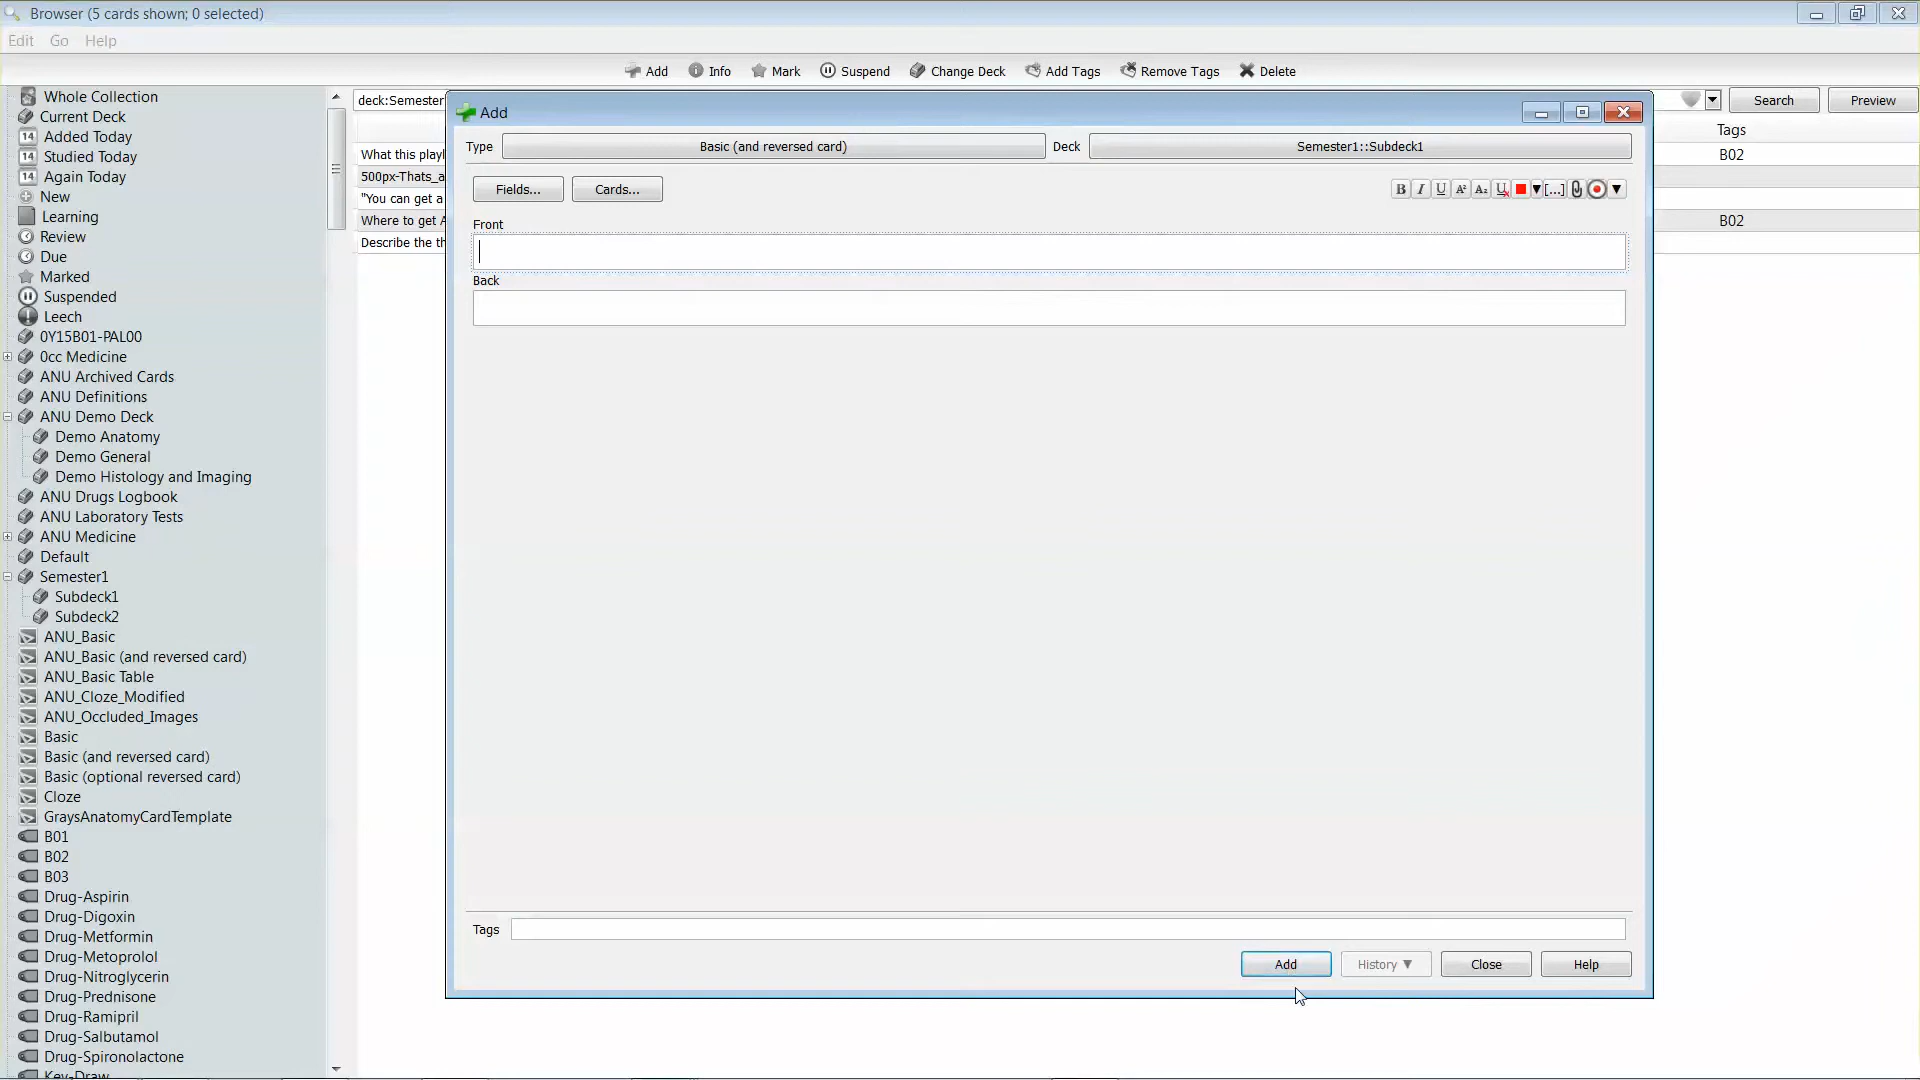 Browser (5 cards shown; 0 selected)
Edit Go Help
Add Info Mark Suspend Change Deck Add Tags Remove Tags Delete
Whole Collection
Current Deck
14 Added Today
14 Studied Today
14 Again Today
New
Learning
Review
Due
Marked
Suspended
Leech
0Y15B01-PAL00
0cc Medicine
ANU Archived Cards
ANU Definitions
ANU Demo Deck
Demo Anatomy
Demo General
Demo Histology and Imaging
ANU Drugs Logbook
ANU Laboratory Tests
ANU Medicine
Default
Semester1
Subdeck1
Subdeck2
ANU_Basic
ANU_Basic (and reversed card)
ANU_Basic Table
ANU_Cloze_Modified
ANU_Occluded_Images
Basic
Basic (and reversed card)
Basic (optional reversed card)
Cloze
GraysAnatomyCardTemplate
B01
B02
B03
Drug-Aspirin
Drug-Digoxin
Drug-Metformin
Drug-Metoprolol
Drug-Nitroglycerin
Drug-Prednisone
Drug-Ramipril
Drug-Salbutamol
Drug-Spironolactone
Key-Draw
deck:Semester
Search Preview
Tags
What this playl
B02
500px-Thats_a
"You can get a
Where to get A
B02
Describe the th
Add
Type Basic (and reversed card) Deck Semester1::Subdeck1
Fields... Cards...
B I U A² A₂ U [...]
Front
Back
Tags
Add History ▼ Close Help